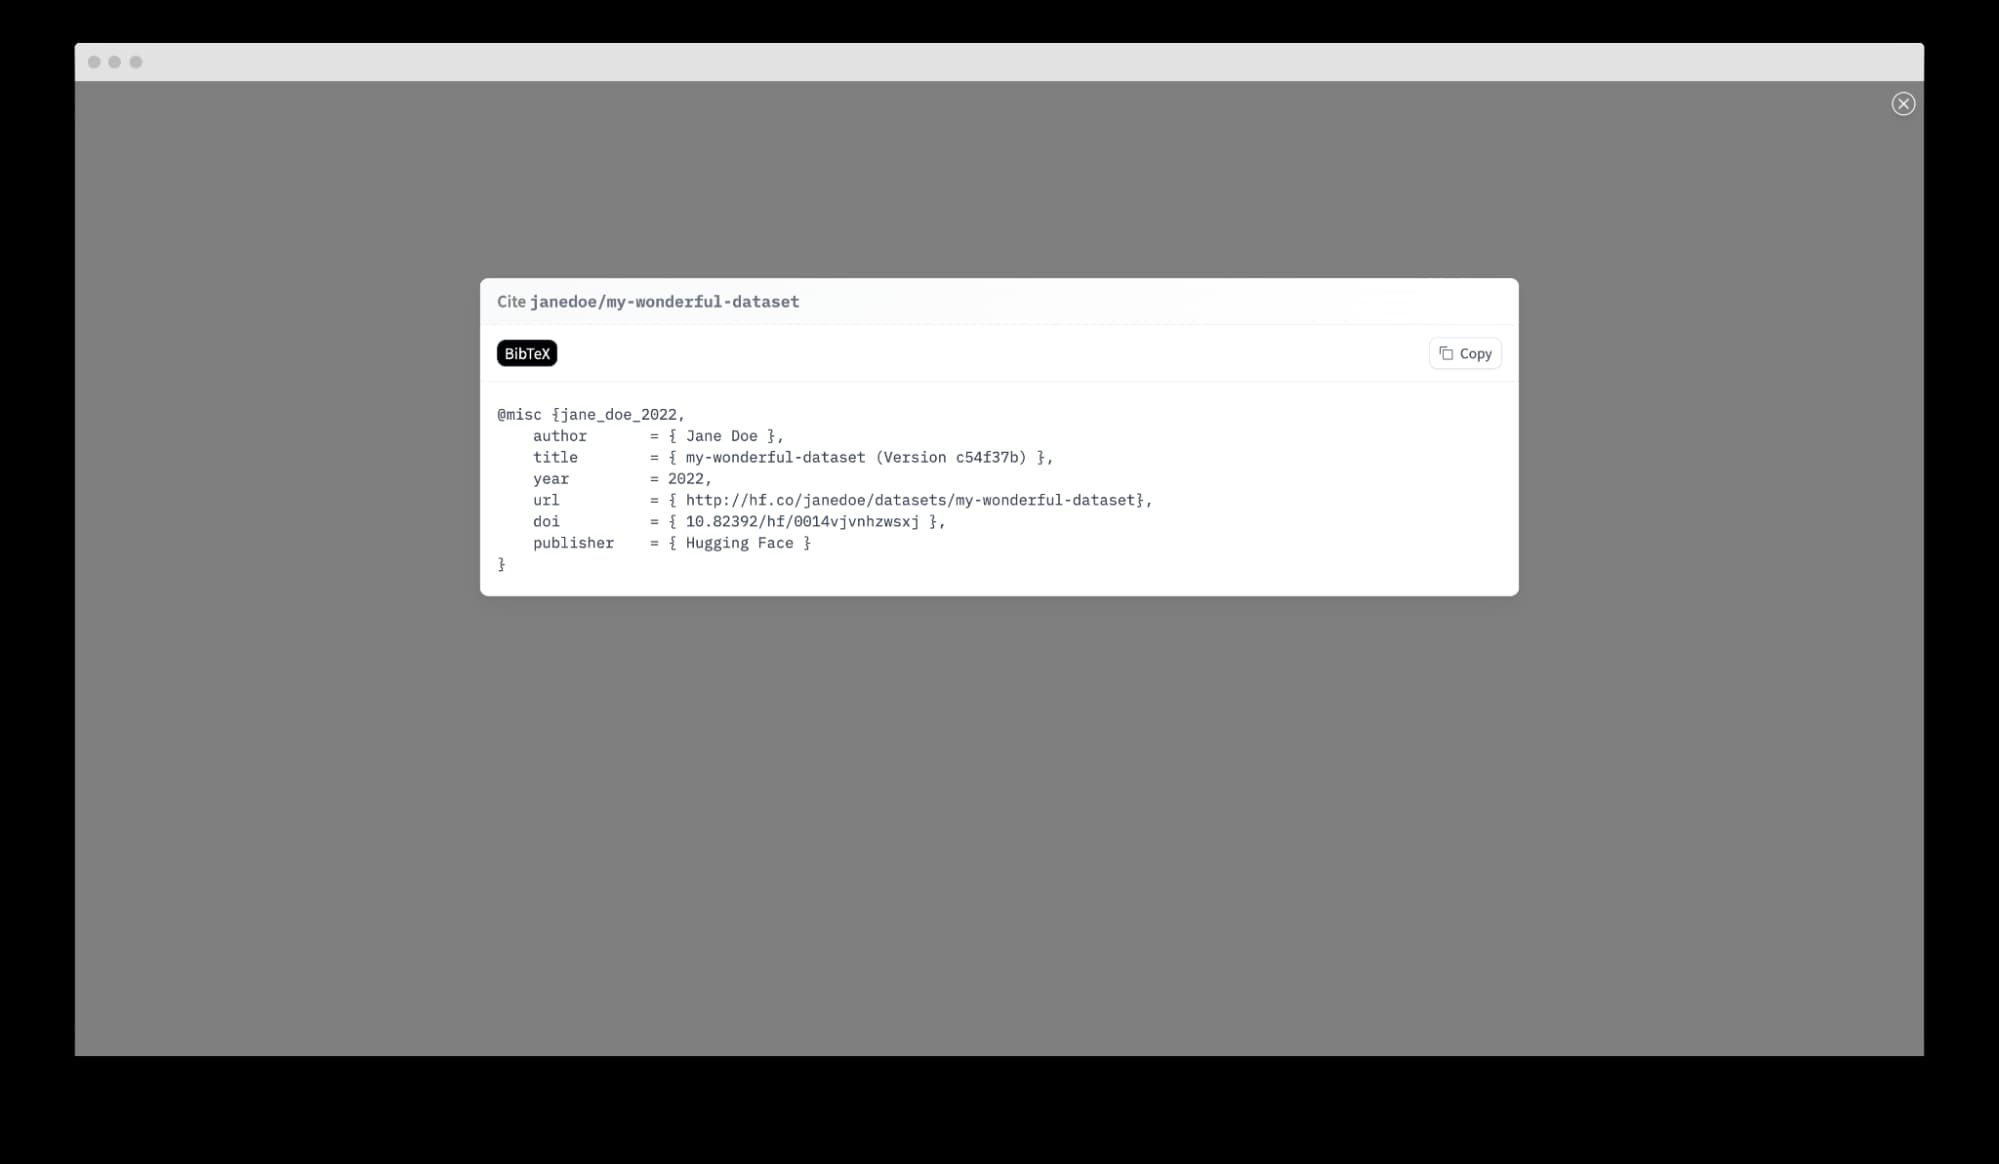 Cite janedoe/my-wonderful-dataset
BibTeX
Copy
@misc {jane_doe_2022,
    author       = { Jane Doe },
    title        = { my-wonderful-dataset (Version c54f37b) },
    year         = 2022,
    url          = { http://hf.co/janedoe/datasets/my-wonderful-dataset},
    doi          = { 10.82392/hf/0014vjvnhzwsxj },
    publisher    = { Hugging Face }
}